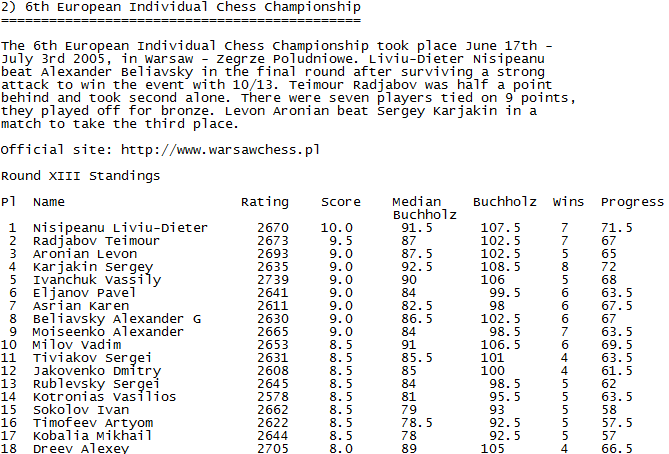 2) 6th European Individual Chess Championship
=============================================
The 6th European Individual Chess Championship took place June 17th -
July 3rd 2005, in Warsaw - Zegrze Poludniowe. Liviu-Dieter Nisipeanu
beat Alexander Beliavsky in the final round after surviving a strong
attack to win the event with 10/13. Teimour Radjabov was half a point
behind and took second alone. There were seven players tied on 9 points,
they played off for bronze. Levon Aronian beat Sergey Karjakin in a
match to take the third place.
Official site: http://www.warsawchess.pl
Round XIII Standings
Pl Name Rating Score Median Buchholz Wins Progress
Buchholz
1 Nisipeanu Liviu-Dieter 2670 10.0 91.5 107.5 7 71.5
2 Radjabov Teimour 2673 9.5 87 102.5 7 67
3 Aronian Levon 2693 9.0 87.5 102.5 5 65
4 Karjakin Sergey 2635 9.0 92.5 108.5 8 72
5 Ivanchuk Vassily 2739 9.0 90 106 5 68
6 Eljanov Pavel 2641 9.0 84 99.5 6 63.5
7 Asrian Karen 2611 9.0 82.5 98 6 67.5
8 Beliavsky Alexander G 2630 9.0 86.5 102.5 6 67
9 Moiseenko Alexander 2665 9.0 84 98.5 7 63.5
10 Milov Vadim 2653 8.5 91 106.5 6 69.5
11 Tiviakov Sergei 2631 8.5 85.5 101 4 63.5
12 Jakovenko Dmitry 2608 8.5 85 100 4 61.5
13 Rublevsky Sergei 2645 8.5 84 98.5 5 62
14 Kotronias Vasilios 2578 8.5 81 95.5 5 63.5
15 Sokolov Ivan 2662 8.5 79 93 5 58
16 Timofeev Artyom 2622 8.5 78.5 92.5 5 57.5
17 Kobalia Mikhail 2644 8.5 78 92.5 5 57
18 Dreev Alexey 2705 8.0 89 105 4 66.5